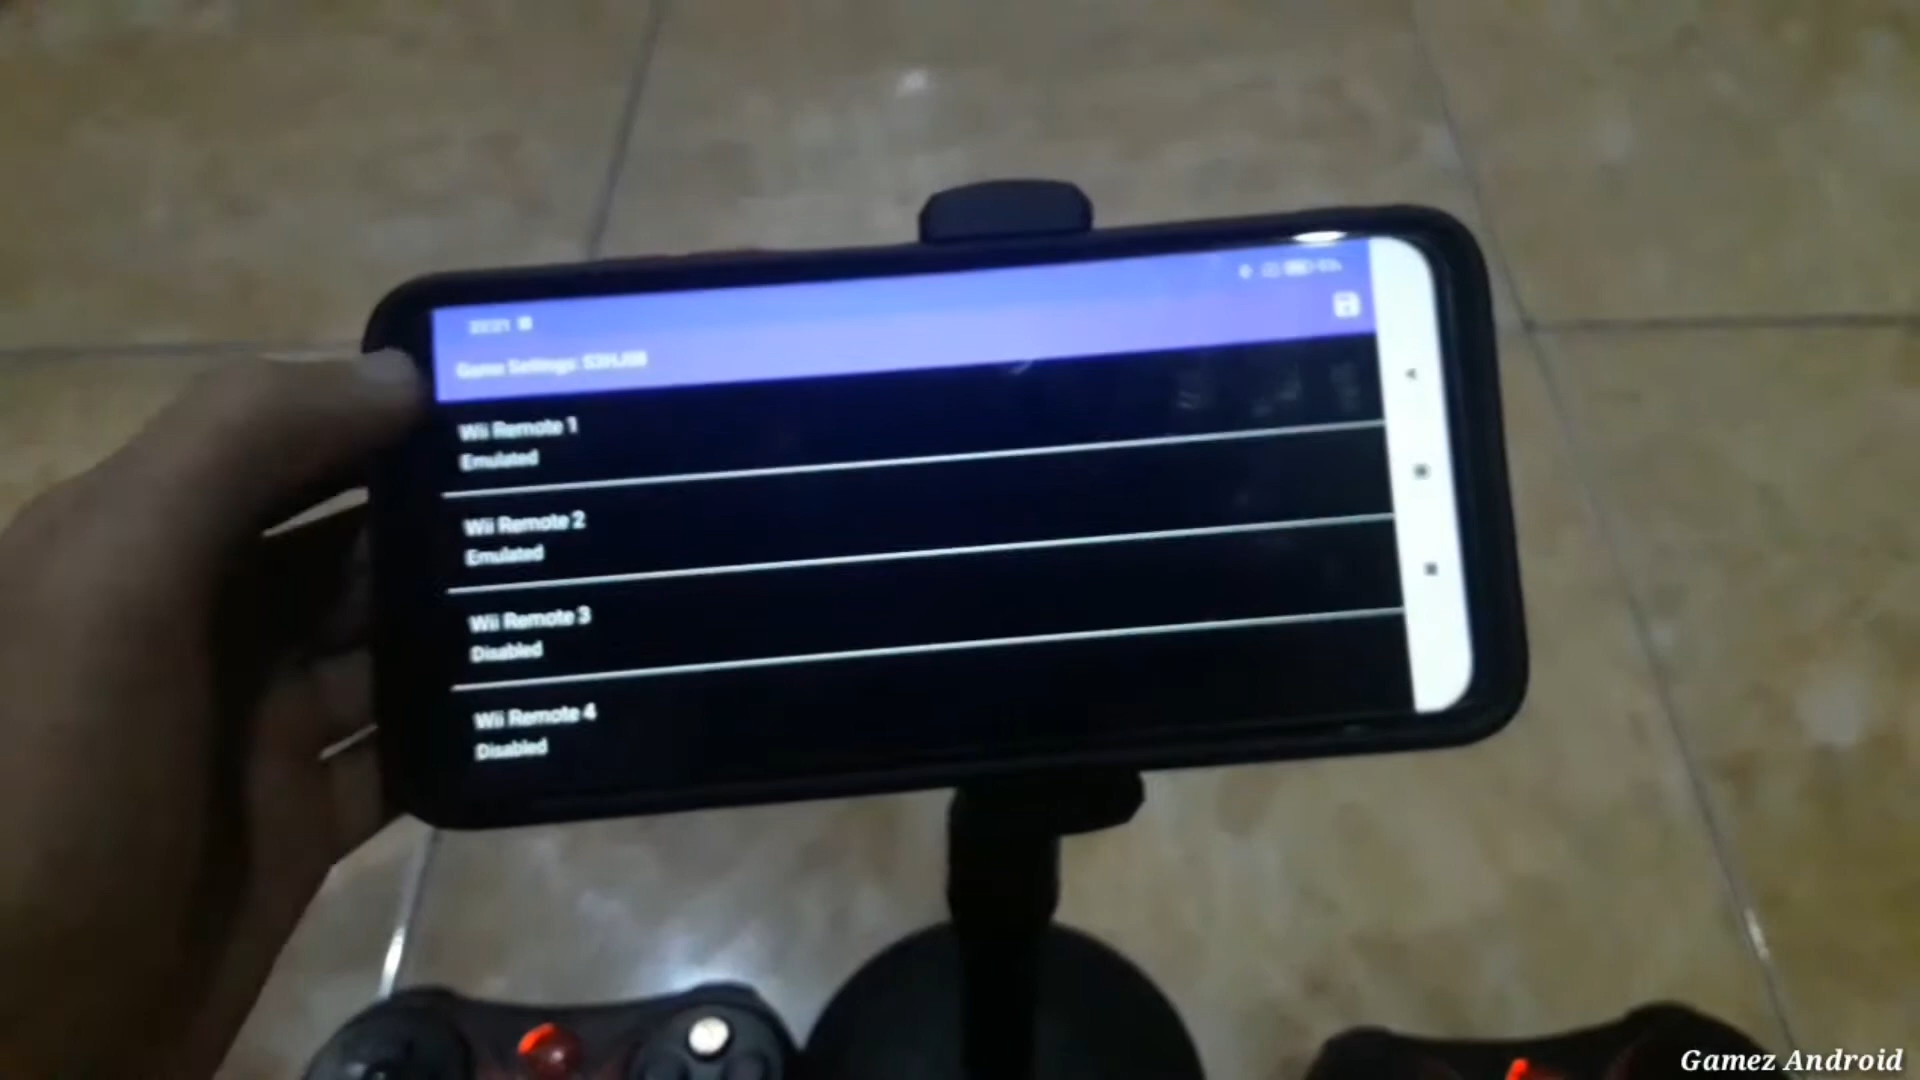 Game Settings: S3HJ08
Wii Remote 1
Emulated
Wii Remote 2
Emulated
Wii Remote 3
Disabled
Wii Remote 4
Disabled
Gamez Android